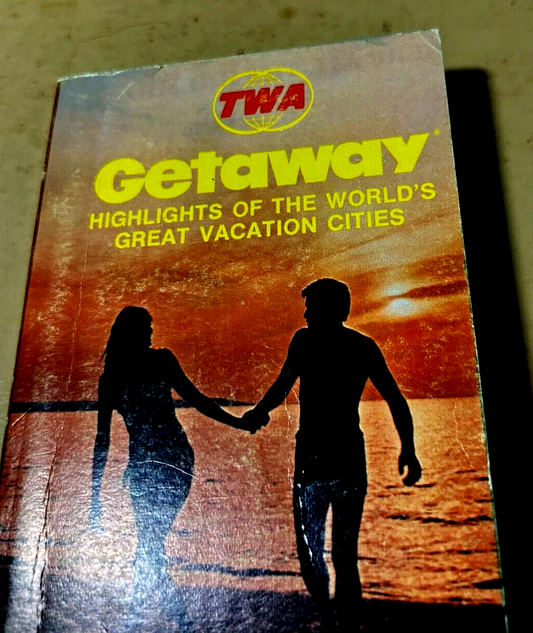 TWA
Getaway*
HIGHLIGHTS OF THE WORLD'S
GREAT VACATION CITIES